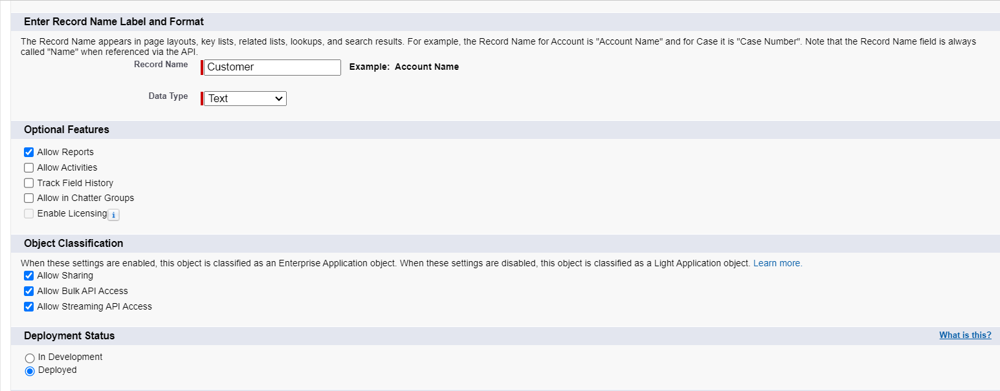 Enter Record Name Label and Format
The Record Name appears in page layouts, key lists, related lists, lookups, and search results. For example, the Record Name for Account is "Account Name" and for Case it is "Case Number". Note that the Record Name field is always
called "Name" when referenced via the API.
Record Name Customer Example: Account Name
Data Type Text
Optional Features
Allow Reports
Allow Activities
Track Field History
Allow in Chatter Groups
Enable Licensing i
Object Classification
When these settings are enabled, this object is classified as an Enterprise Application object. When these settings are disabled, this object is classified as a Light Application object. Learn more.
Allow Sharing
Allow Bulk API Access
Allow Streaming API Access
Deployment Status What is this?
In Development
Deployed